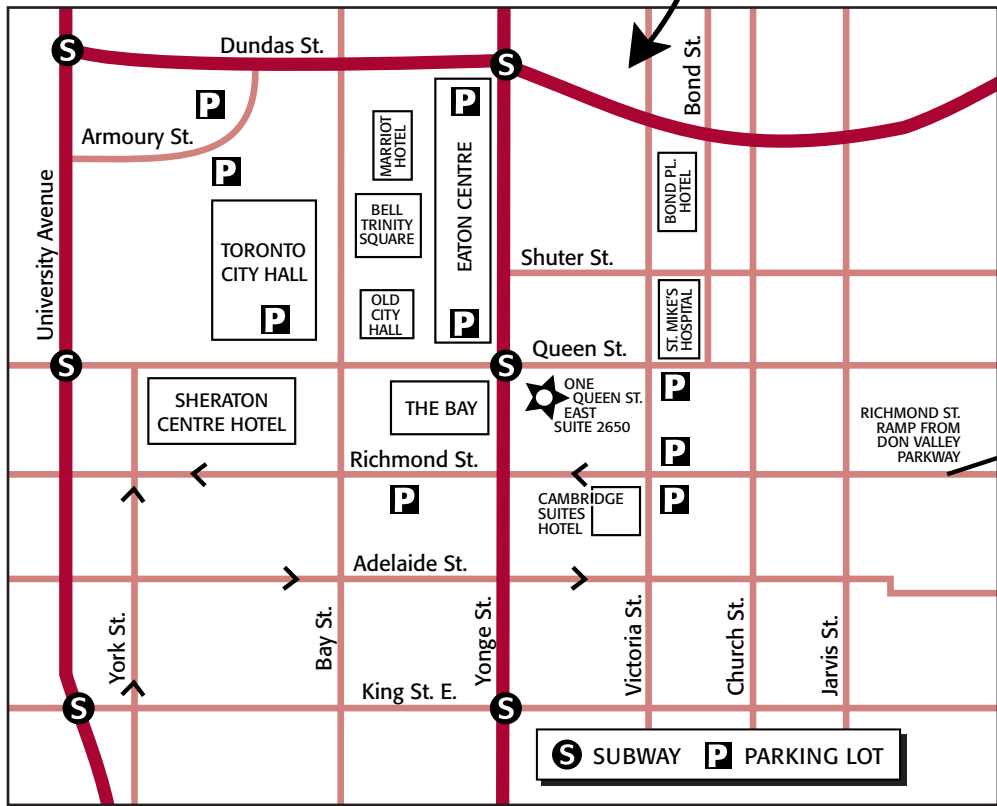 S
Dundas St.
S
Bond St.
P
P
Armoury St.
MARRIOT
HOTEL
P
BOND PL.
HOTEL
University Avenue
BELL
TRINITY
SQUARE
EATON CENTRE
TORONTO
CITY HALL
Shuter St.
P
OLD
CITY
HALL
P
ST. MIKE'S
HOSPITAL
S
S
Queen St.
SHERATON
CENTRE HOTEL
THE BAY
ONE
QUEEN ST.
EAST
SUITE 2650
P
RICHMOND ST.
RAMP FROM
DON VALLEY
PARKWAY
P
Richmond St.
P
CAMBRIDGE
SUITES
HOTEL
P
Adelaide St.
York St.
Bay St.
Yonge St.
Victoria St.
Church St.
Jarvis St.
King St. E.
S
S
S SUBWAY P PARKING LOT